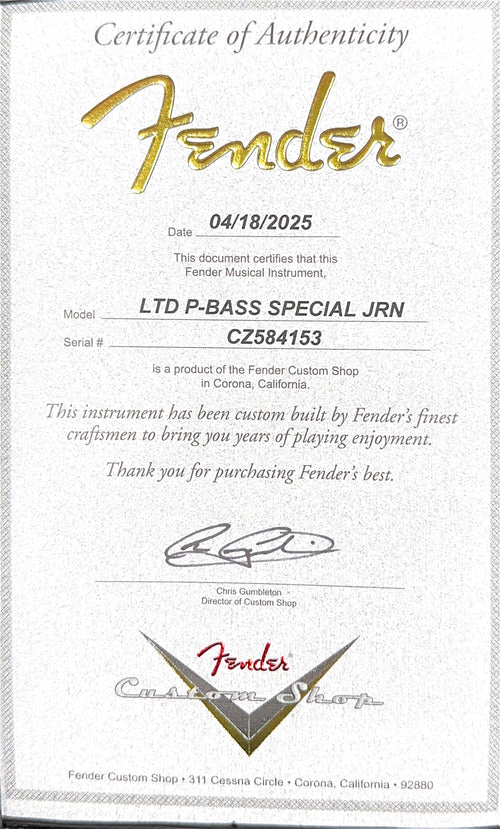 Certificate of Authenticity
Fender®
Date 04/18/2025
This document certifies that this
Fender Musical Instrument,
Model LTD P-BASS SPECIAL JRN
Serial # CZ584153
is a product of the Fender Custom Shop
in Corona, California.
This instrument has been custom built by Fender's finest
craftsmen to bring you years of playing enjoyment.
Thank you for purchasing Fender's best.
Chris Gumbleton
Director of Custom Shop
Fender®
Custom Shop
Fender Custom Shop • 311 Cessna Circle • Corona, California • 92880